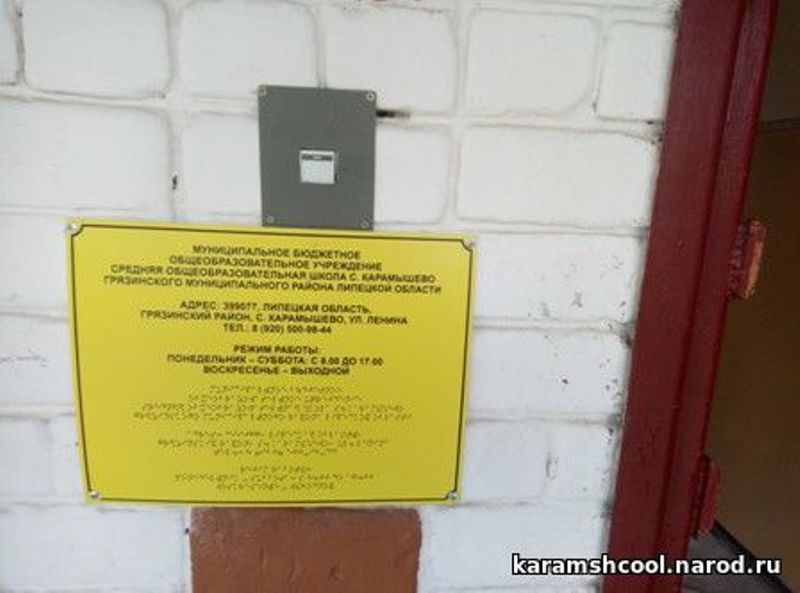 МУНИЦИПАЛЬНОЕ БЮДЖЕТНОЕ
ОБЩЕОБРАЗОВАТЕЛЬНОЕ УЧРЕЖДЕНИЕ
СРЕДНЯЯ ОБЩЕОБРАЗОВАТЕЛЬНАЯ ШКОЛА С. КАРАМЫШЕВО
ГРЯЗИНСКОГО МУНИЦИПАЛЬНОГО РАЙОНА ЛИПЕЦКОЙ ОБЛАСТИ
АДРЕС: 399077, ЛИПЕЦКАЯ ОБЛАСТЬ,
ГРЯЗИНСКИЙ РАЙОН, С. КАРАМЫШЕВО, УЛ. ЛЕНИНА
ТЕЛ.: 8 (920) 500-98-44
РЕЖИМ РАБОТЫ:
ПОНЕДЕЛЬНИК – СУББОТА: С 8.00 ДО 17.00
ВОСКРЕСЕНЬЕ – ВЫХОДНОЙ
karamshcool.narod.ru